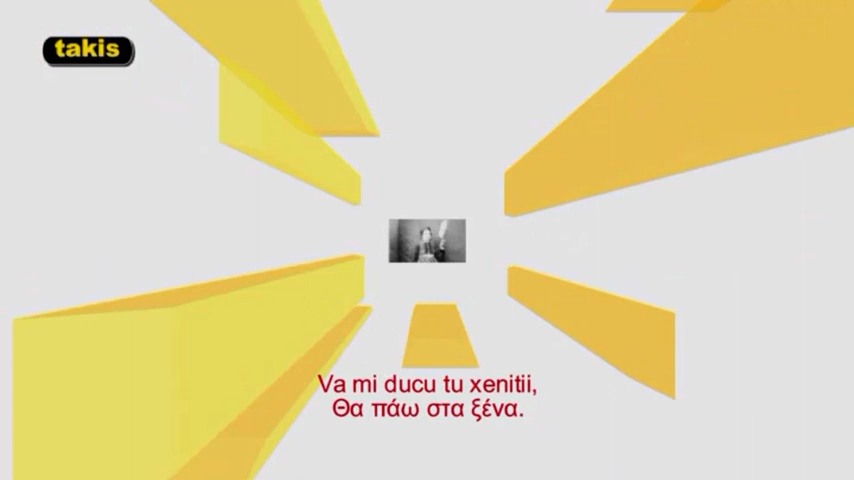 takis
Va mi ducu tu xenitii,
Θα πάω στα ξένα.